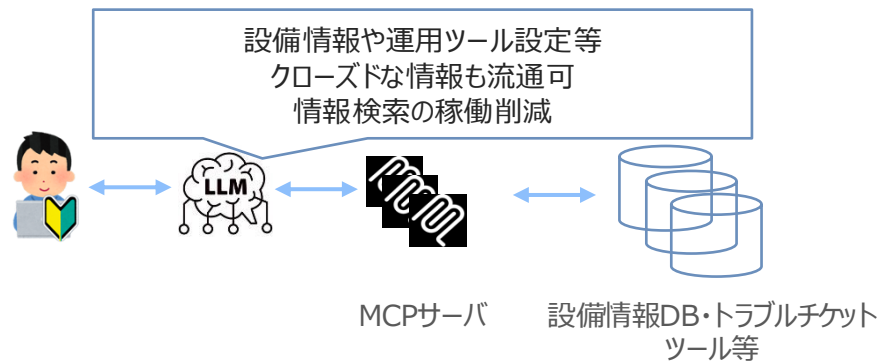 設備情報や運用ツール設定等
クローズドな情報も流通可
情報検索の稼働削減
LLM
MCPサーバ
設備情報DB・トラブルチケット
ツール等